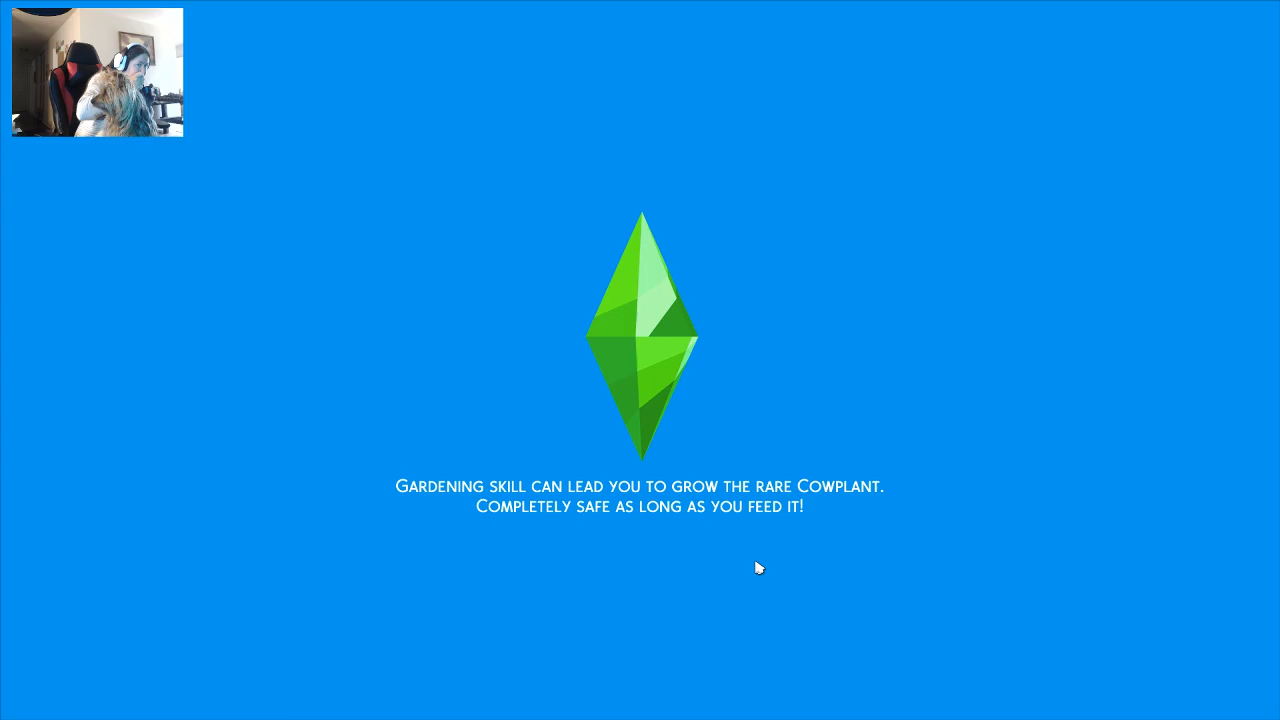 Gardening skill can lead you to grow the rare Cowplant.
Completely safe as long as you feed it!